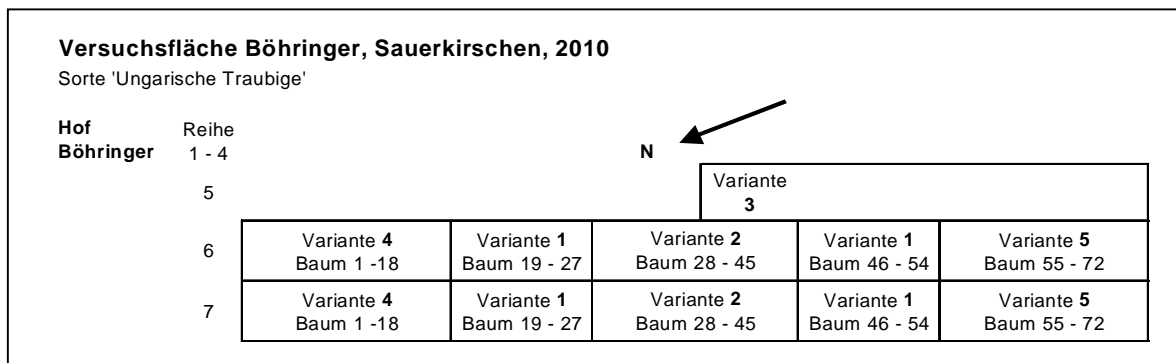 Versuchsfläche Böhringer, Sauerkirschen, 2010
Sorte 'Ungarische Traubige'
Hof Reihe
Böhringer 1 - 4 N
5 Variante
3
6 Variante 4 Variante 1 Variante 2 Variante 1 Variante 5
Baum 1 -18 Baum 19 - 27 Baum 28 - 45 Baum 46 - 54 Baum 55 - 72
7 Variante 4 Variante 1 Variante 2 Variante 1 Variante 5
Baum 1 -18 Baum 19 - 27 Baum 28 - 45 Baum 46 - 54 Baum 55 - 72